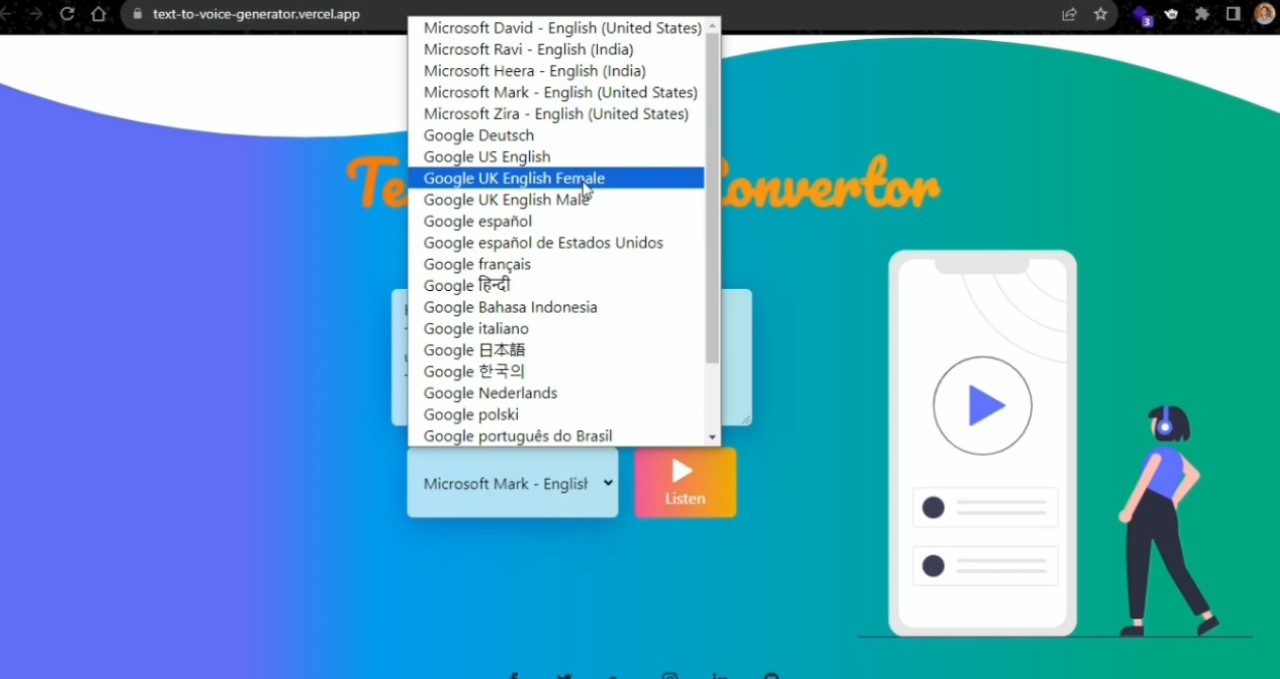 text-to-voice-generator.vercel.app
3
Microsoft David - English (United States)
Microsoft Ravi - English (India)
Microsoft Heera - English (India)
Microsoft Mark - English (United States)
Microsoft Zira - English (United States)
Google Deutsch
Google US English
Te Convertor
Google UK English Female
Google UK English Male
Google español
Google español de Estados Unidos
Google français
Google हिन्दी
Google Bahasa Indonesia
Google italiano
Google 日本語
Google 한국의
Google Nederlands
Google polski
Google português do Brasil
Microsoft Mark - English
Listen